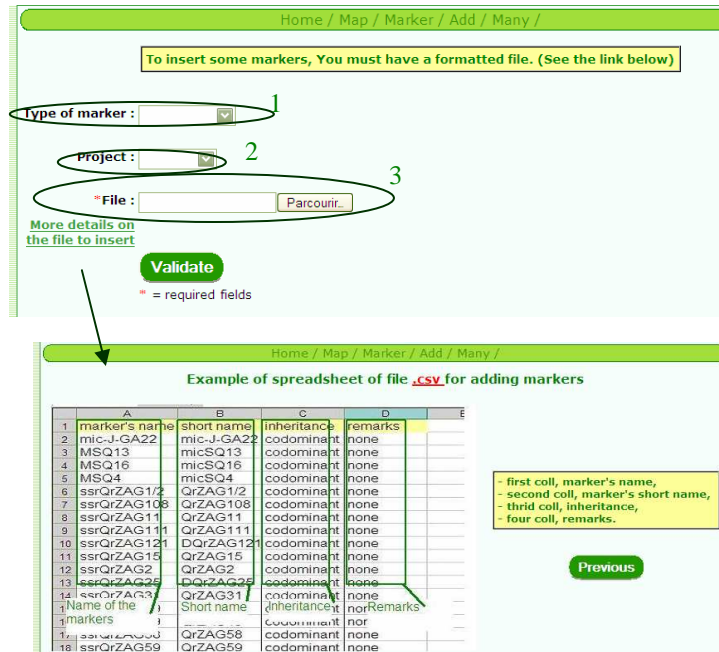 Home / Map / Marker / Add / Many /
To insert some markers, You must have a formatted file. (See the link below)
Type of marker : 1
Project : 2
*File : Parcourir... 3
More details on
the file to insert
Validate
* = required fields
Home / Map / Marker / Add / Many /
Example of spreadsheet of file .csv for adding markers
A B C D E
1 marker's name short name inheritance remarks
2 mic-J-GA22 mic-J-GA22 codominant none
3 MSQ13 micSQ13 codominant none
4 MSQ16 micSQ16 codominant none
5 MSQ4 micSQ4 codominant none
6 ssrQrZAG1/2 QrZAG1/2 codominant none
7 ssrQrZAG108 QrZAG108 codominant none
8 ssrQrZAG11 QrZAG11 codominant none
9 ssrQrZAG111 QrZAG111 codominant none
10 ssrQrZAG121 DQrZAG121 codominant none
11 ssrQrZAG15 QrZAG15 codominant none
12 ssrQrZAG2 QrZAG2 codominant none
13 ssrQrZAG25 DQrZAG25 codominant none
QrZAG31 codominant none
Name of the
markers
Short name
Inheritance
Remarks
QrZAG58 codominant none
18 ssrQrZAG59 QrZAG59 codominant none
- first coll, marker's name,
- second coll, marker's short name,
- thrid coll, inheritance,
- four coll, remarks.
Previous